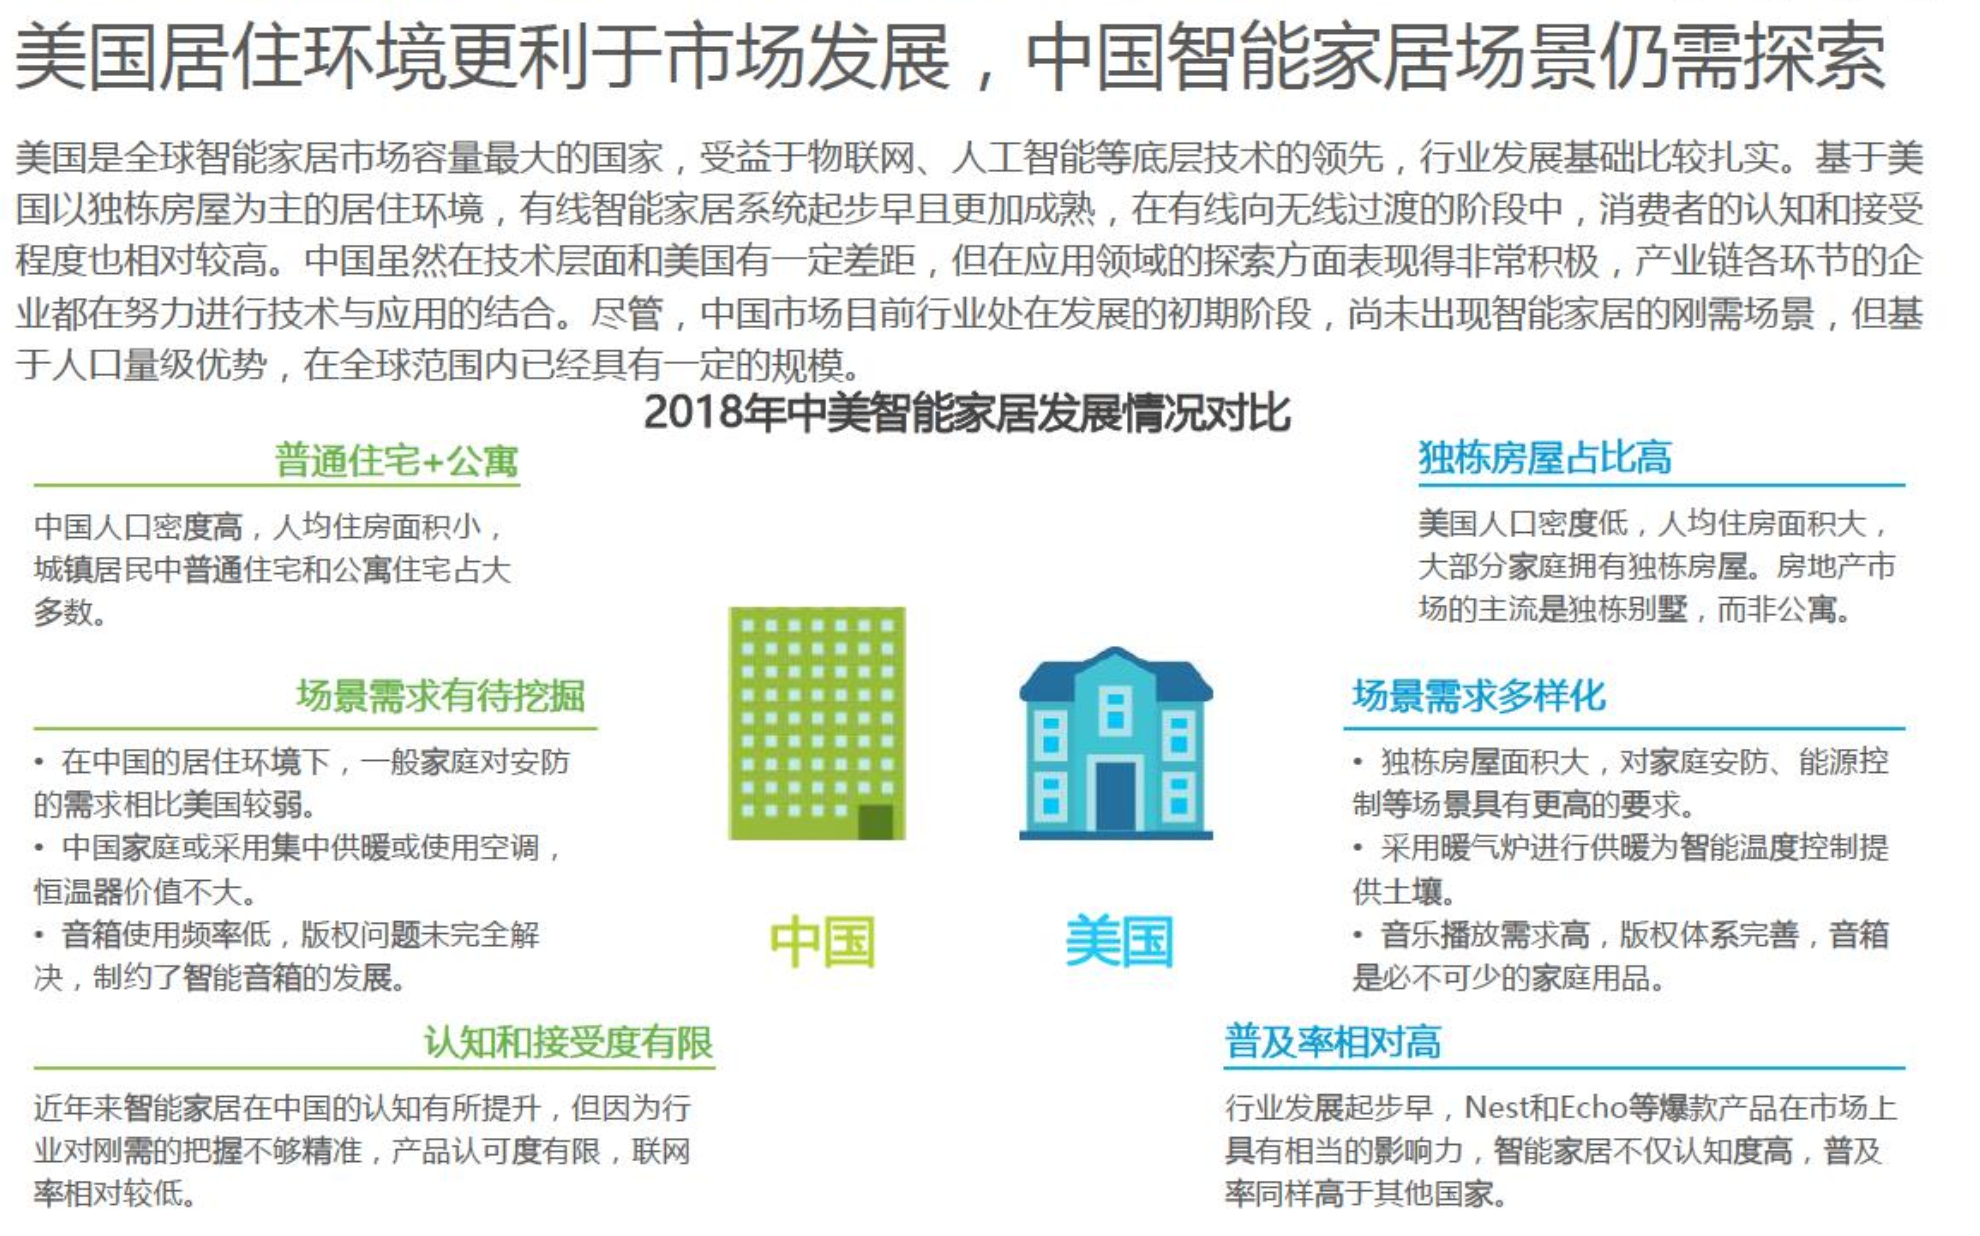 美国居住环境更利于市场发展，中国智能家居场景仍需探索
美国是全球智能家居市场容量最大的国家，受益于物联网、人工智能等底层技术的领先，行业发展基础比较扎实。基于美
国以独栋房屋为主的居住环境，有线智能家居系统起步早且更加成熟，在有线向无线过渡的阶段中，消费者的认知和接受
程度也相对较高。中国虽然在技术层面和美国有一定差距，但在应用领域的探索方面表现得非常积极，产业链各环节的企
业都在努力进行技术与应用的结合。尽管，中国市场目前行业处在发展的初期阶段，尚未出现智能家居的刚需场景，但基
于人口量级优势，在全球范围内已经具有一定的规模。
2018年中美智能家居发展情况对比
普通住宅+公寓
中国人口密度高，人均住房面积小，
城镇居民中普通住宅和公寓住宅占大
多数。
场景需求有待挖掘
• 在中国的居住环境下，一般家庭对安防
的需求相比美国较弱。
• 中国家庭或采用集中供暖或使用空调，
恒温器价值不大。
• 音箱使用频率低，版权问题未完全解
决，制约了智能音箱的发展。
认知和接受度有限
近年来智能家居在中国的认知有所提升，但因为行
业对刚需的把握不够精准，产品认可度有限，联网
率相对较低。
中国
美国
独栋房屋占比高
美国人口密度低，人均住房面积大，
大部分家庭拥有独栋房屋。房地产市
场的主流是独栋别墅，而非公寓。
场景需求多样化
• 独栋房屋面积大，对家庭安防、能源控
制等场景具有更高的要求。
• 采用暖气炉进行供暖为智能温度控制提
供土壤。
• 音乐播放需求高，版权体系完善，音箱
是必不可少的家庭用品。
普及率相对高
行业发展起步早，Nest和Echo等爆款产品在市场上
具有相当的影响力，智能家居不仅认知度高，普及
率同样高于其他国家。